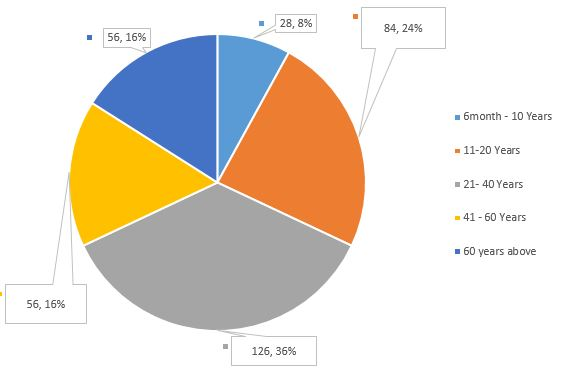 28, 8%
56, 16%
84, 24%
6month - 10 Years
11-20 Years
21- 40 Years
41 - 60 Years
60 years above
56, 16%
126, 36%